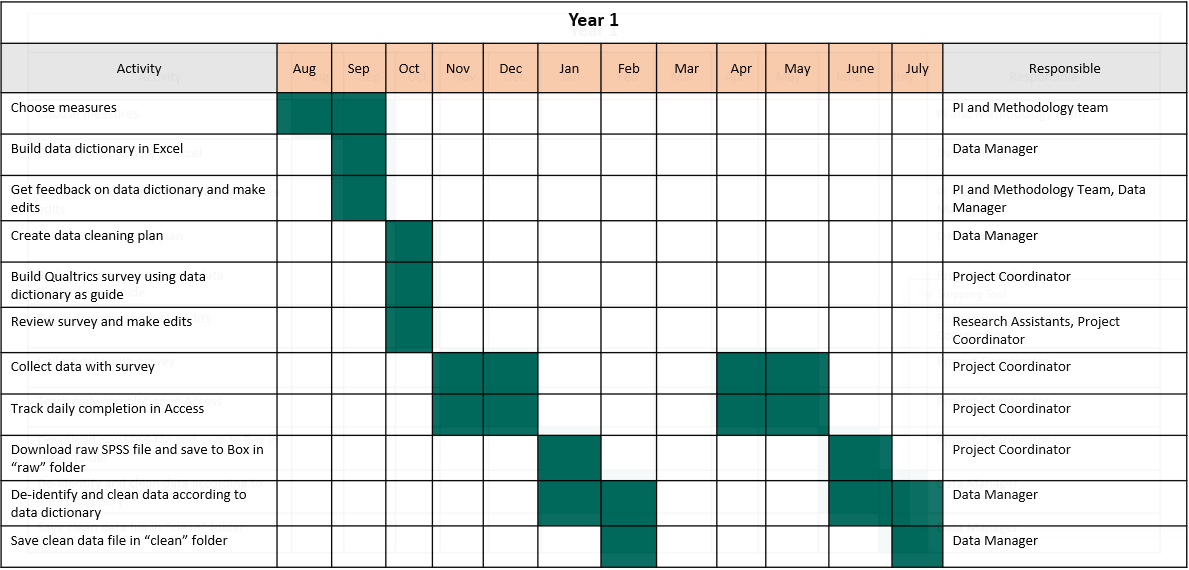 Year 1
Activity Aug Sep Oct Nov Dec Jan Feb Mar Apr May June July Responsible
Choose measures PI and Methodology team
Build data dictionary in Excel Data Manager
Get feedback on data dictionary and make PI and Methodology Team, Data
edits Manager
Create data cleaning plan Data Manager
Build Qualtrics survey using data Project Coordinator
dictionary as guide
Review survey and make edits Research Assistants, Project
Coordinator
Collect data with survey Project Coordinator
Track daily completion in Access Project Coordinator
Download raw SPSS file and save to Box in Project Coordinator
“raw” folder
De-identify and clean data according to Data Manager
data dictionary
Save clean data file in “clean” folder Data Manager